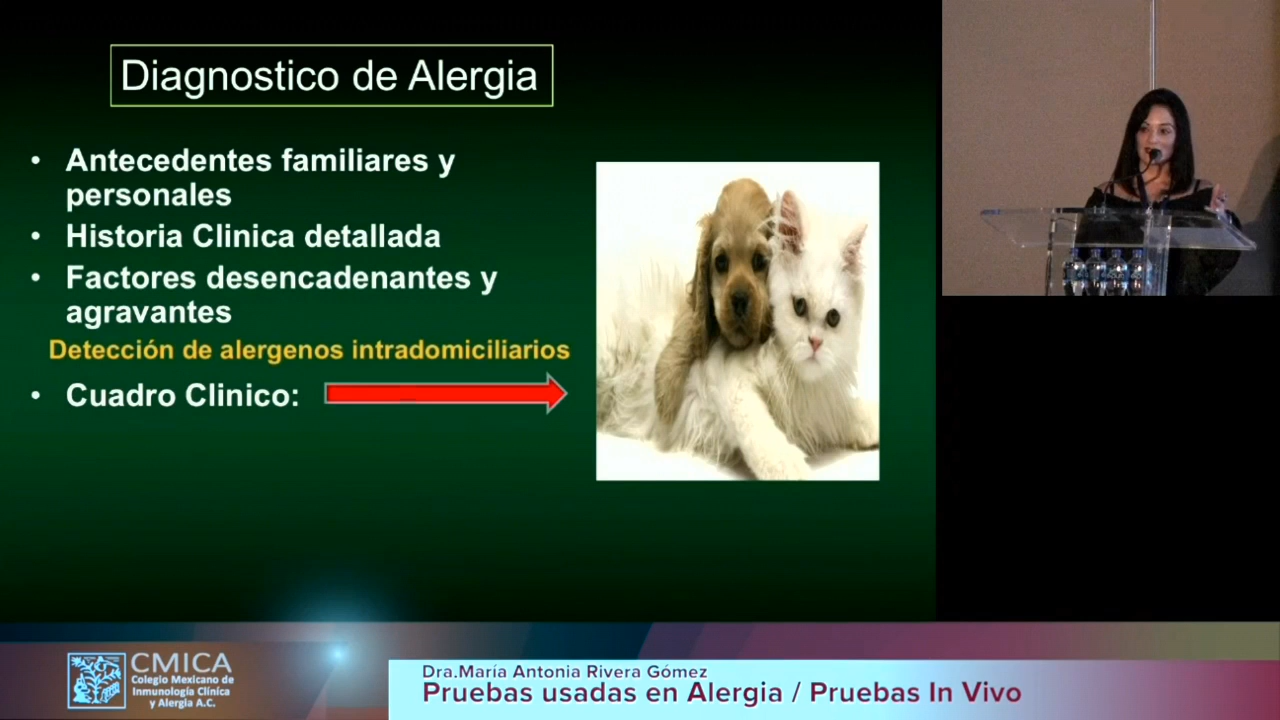 Diagnostico de Alergia
• Antecedentes familiares y
personales
• Historia Clinica detallada
• Factores desencadenantes y
agravantes
Detección de alergenos intradomiciliarios
• Cuadro Clinico:
CMICA
Colegio Mexicano de
Inmunología Clínica
y Alergia A.C.
Dra.María Antonia Rivera Gómez
Pruebas usadas en Alergia / Pruebas In Vivo